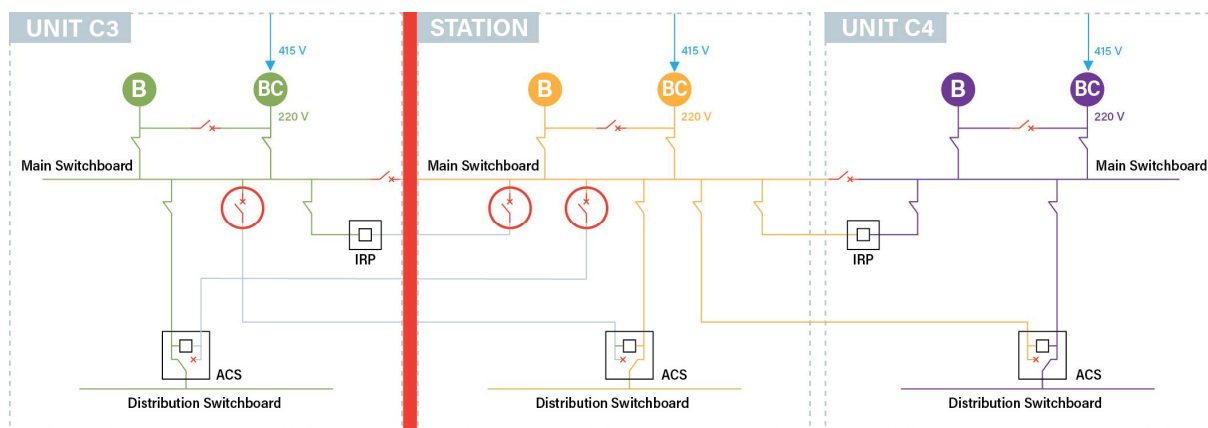 UNIT C3
STATION
UNIT C4
415 V
415 V
415 V
B
BC
B
BC
B
BC
220 V
220 V
220 V
Main Switchboard
Main Switchboard
Main Switchboard
IRP
IRP
ACS
ACS
ACS
Distribution Switchboard
Distribution Switchboard
Distribution Switchboard